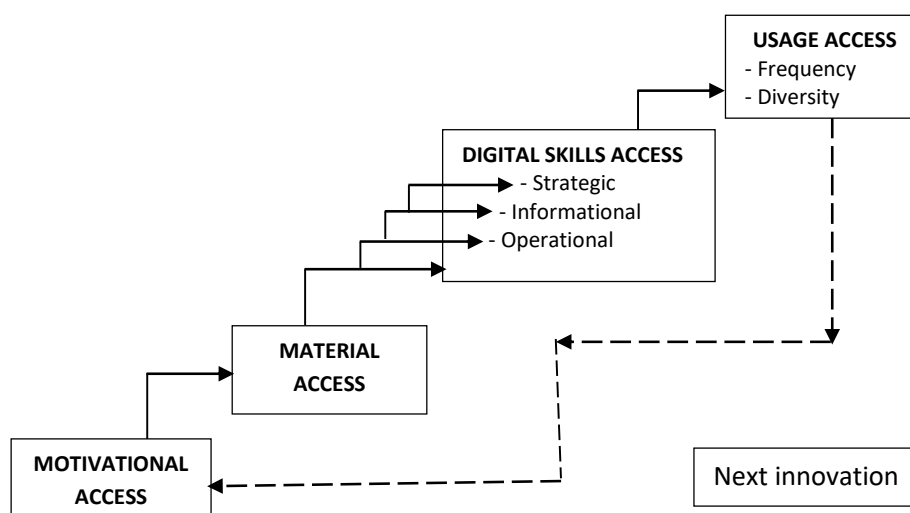 USAGE ACCESS
- Frequency
- Diversity
DIGITAL SKILLS ACCESS
- Strategic
- Informational
- Operational
MATERIAL
ACCESS
MOTIVATIONAL
ACCESS
Next innovation